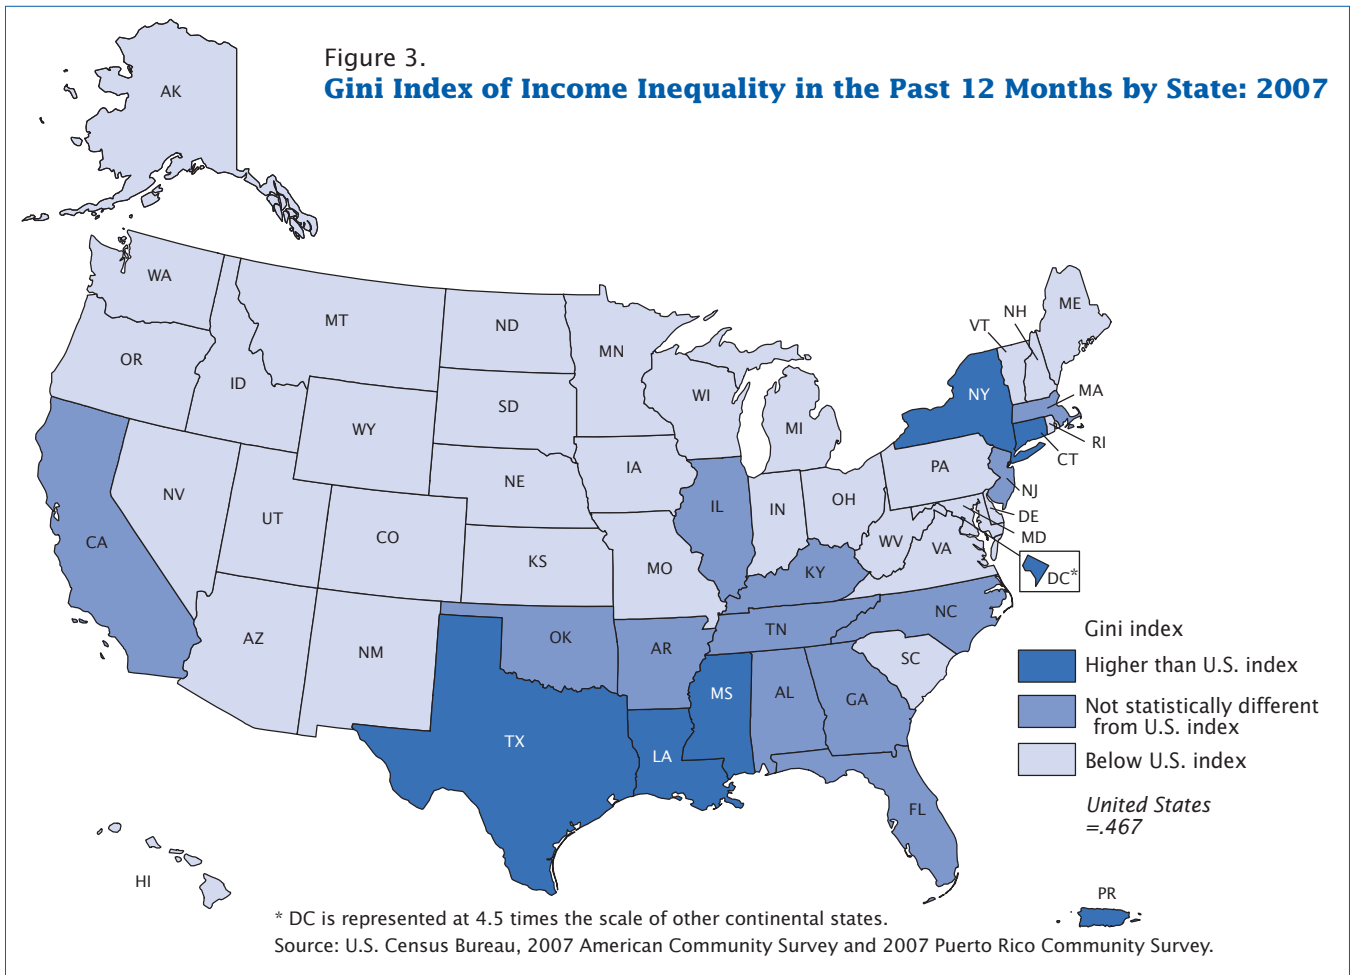 Figure 3.
Gini Index of Income Inequality in the Past 12 Months by State: 2007
AK
WA
OR
ID
MT
ND
MN
WI
MI
VT
NH
ME
NY
MA
RI
CT
WY
SD
IA
NE
PA
NJ
NV
UT
CO
IL
IN
OH
DE
MD
CA
KS
MO
WV
VA
KY
DC*
AZ
NM
OK
AR
TN
NC
SC
TX
LA
MS
AL
GA
FL
HI
PR
Gini index
Higher than U.S. index
Not statistically different
from U.S. index
Below U.S. index
United States
=.467
* DC is represented at 4.5 times the scale of other continental states.
Source: U.S. Census Bureau, 2007 American Community Survey and 2007 Puerto Rico Community Survey.